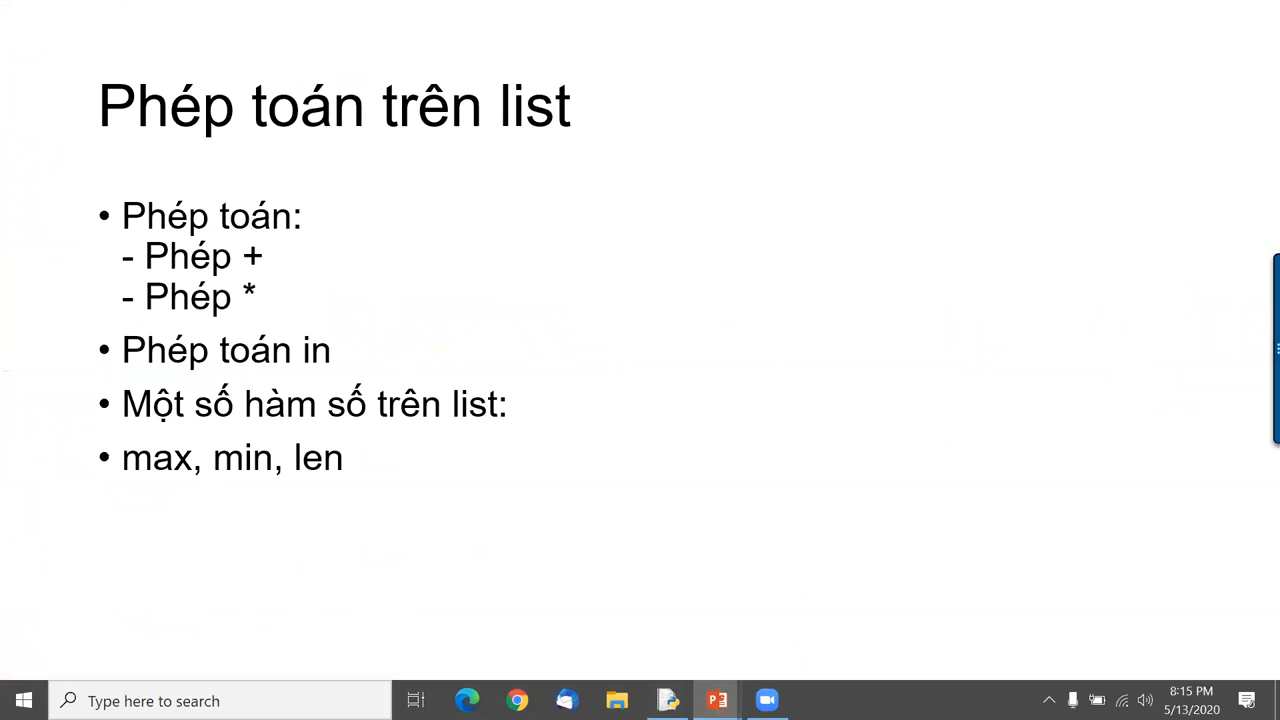 Phép toán trên list
• Phép toán:
- Phép +
- Phép *
• Phép toán in
• Một số hàm số trên list:
• max, min, len
Type here to search
8:15 PM
5/13/2020